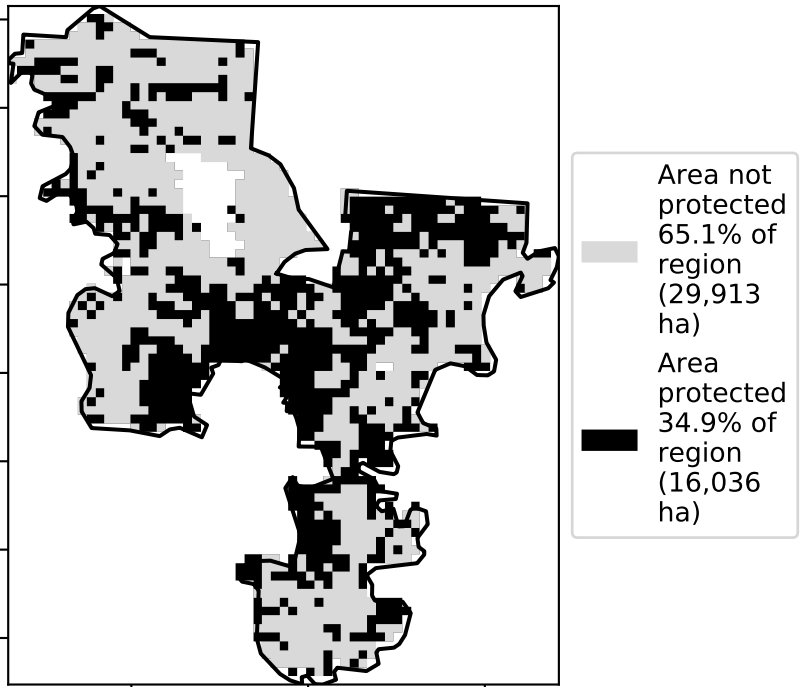 Area not
protected
65.1% of
region
(29,913
ha)
Area
protected
34.9% of
region
(16,036
ha)